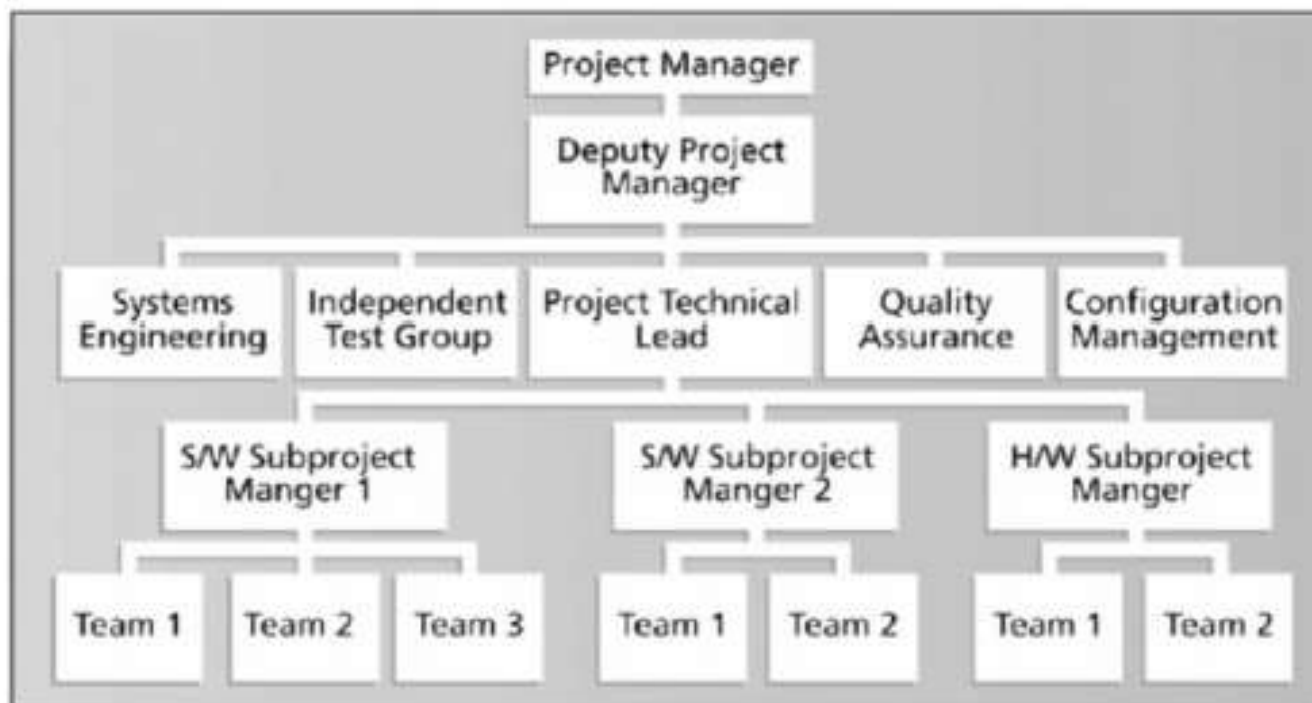 Project Manager
Deputy Project
Manager
Systems
Engineering
Independent
Test Group
Project Technical
Lead
Quality
Assurance
Configuration
Management
S/W Subproject
Manger 1
S/W Subproject
Manger 2
H/W Subproject
Manger
Team 1
Team 2
Team 3
Team 1
Team 2
Team 1
Team 2